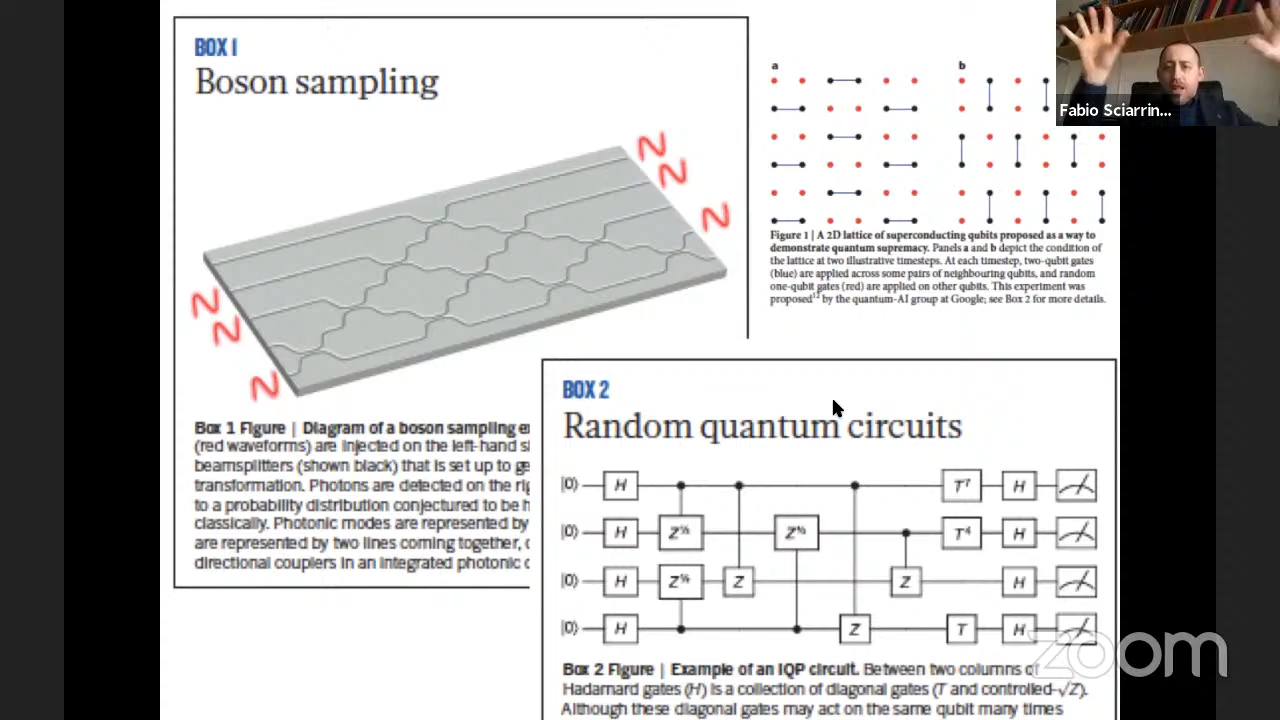 BOX 1
Boson sampling
Box 1 Figure | Diagram of a boson sampling
(red waveforms) are injected on the left-hand
beamsplitters (shown black) that is set up to
transformation. Photons are detected on the
to a probability distribution conjectured to be
classically. Photonic modes are represented by
are represented by two lines coming together,
directional couplers in an integrated photonic
a
b
Fabio Sciarrin...
Figure 1 | A 2D lattice of superconducting qubits proposed as a way to
demonstrate quantum supremacy. Panels a and b depict the condition of
the lattice at two illustrative timesteps. At each timestep, two-qubit gates
(blue) are applied across some pairs of neighbouring qubits, and random
one-qubit gates (red) are applied on other qubits. This experiment was
proposed by the quantum-AI group at Google; see Box 2 for more details.
BOX 2
Random quantum circuits
|0⟩ H T⁷ H
|0⟩ H Z½ Z½ T⁴ H
|0⟩ H Z½ Z Z H
|0⟩ H Z T H
Box 2 Figure | Example of an IQP circuit. Between two columns of
Hadamard gates (H) is a collection of diagonal gates (T and controlled-√Z).
Although these diagonal gates may act on the same qubit many times
zoom